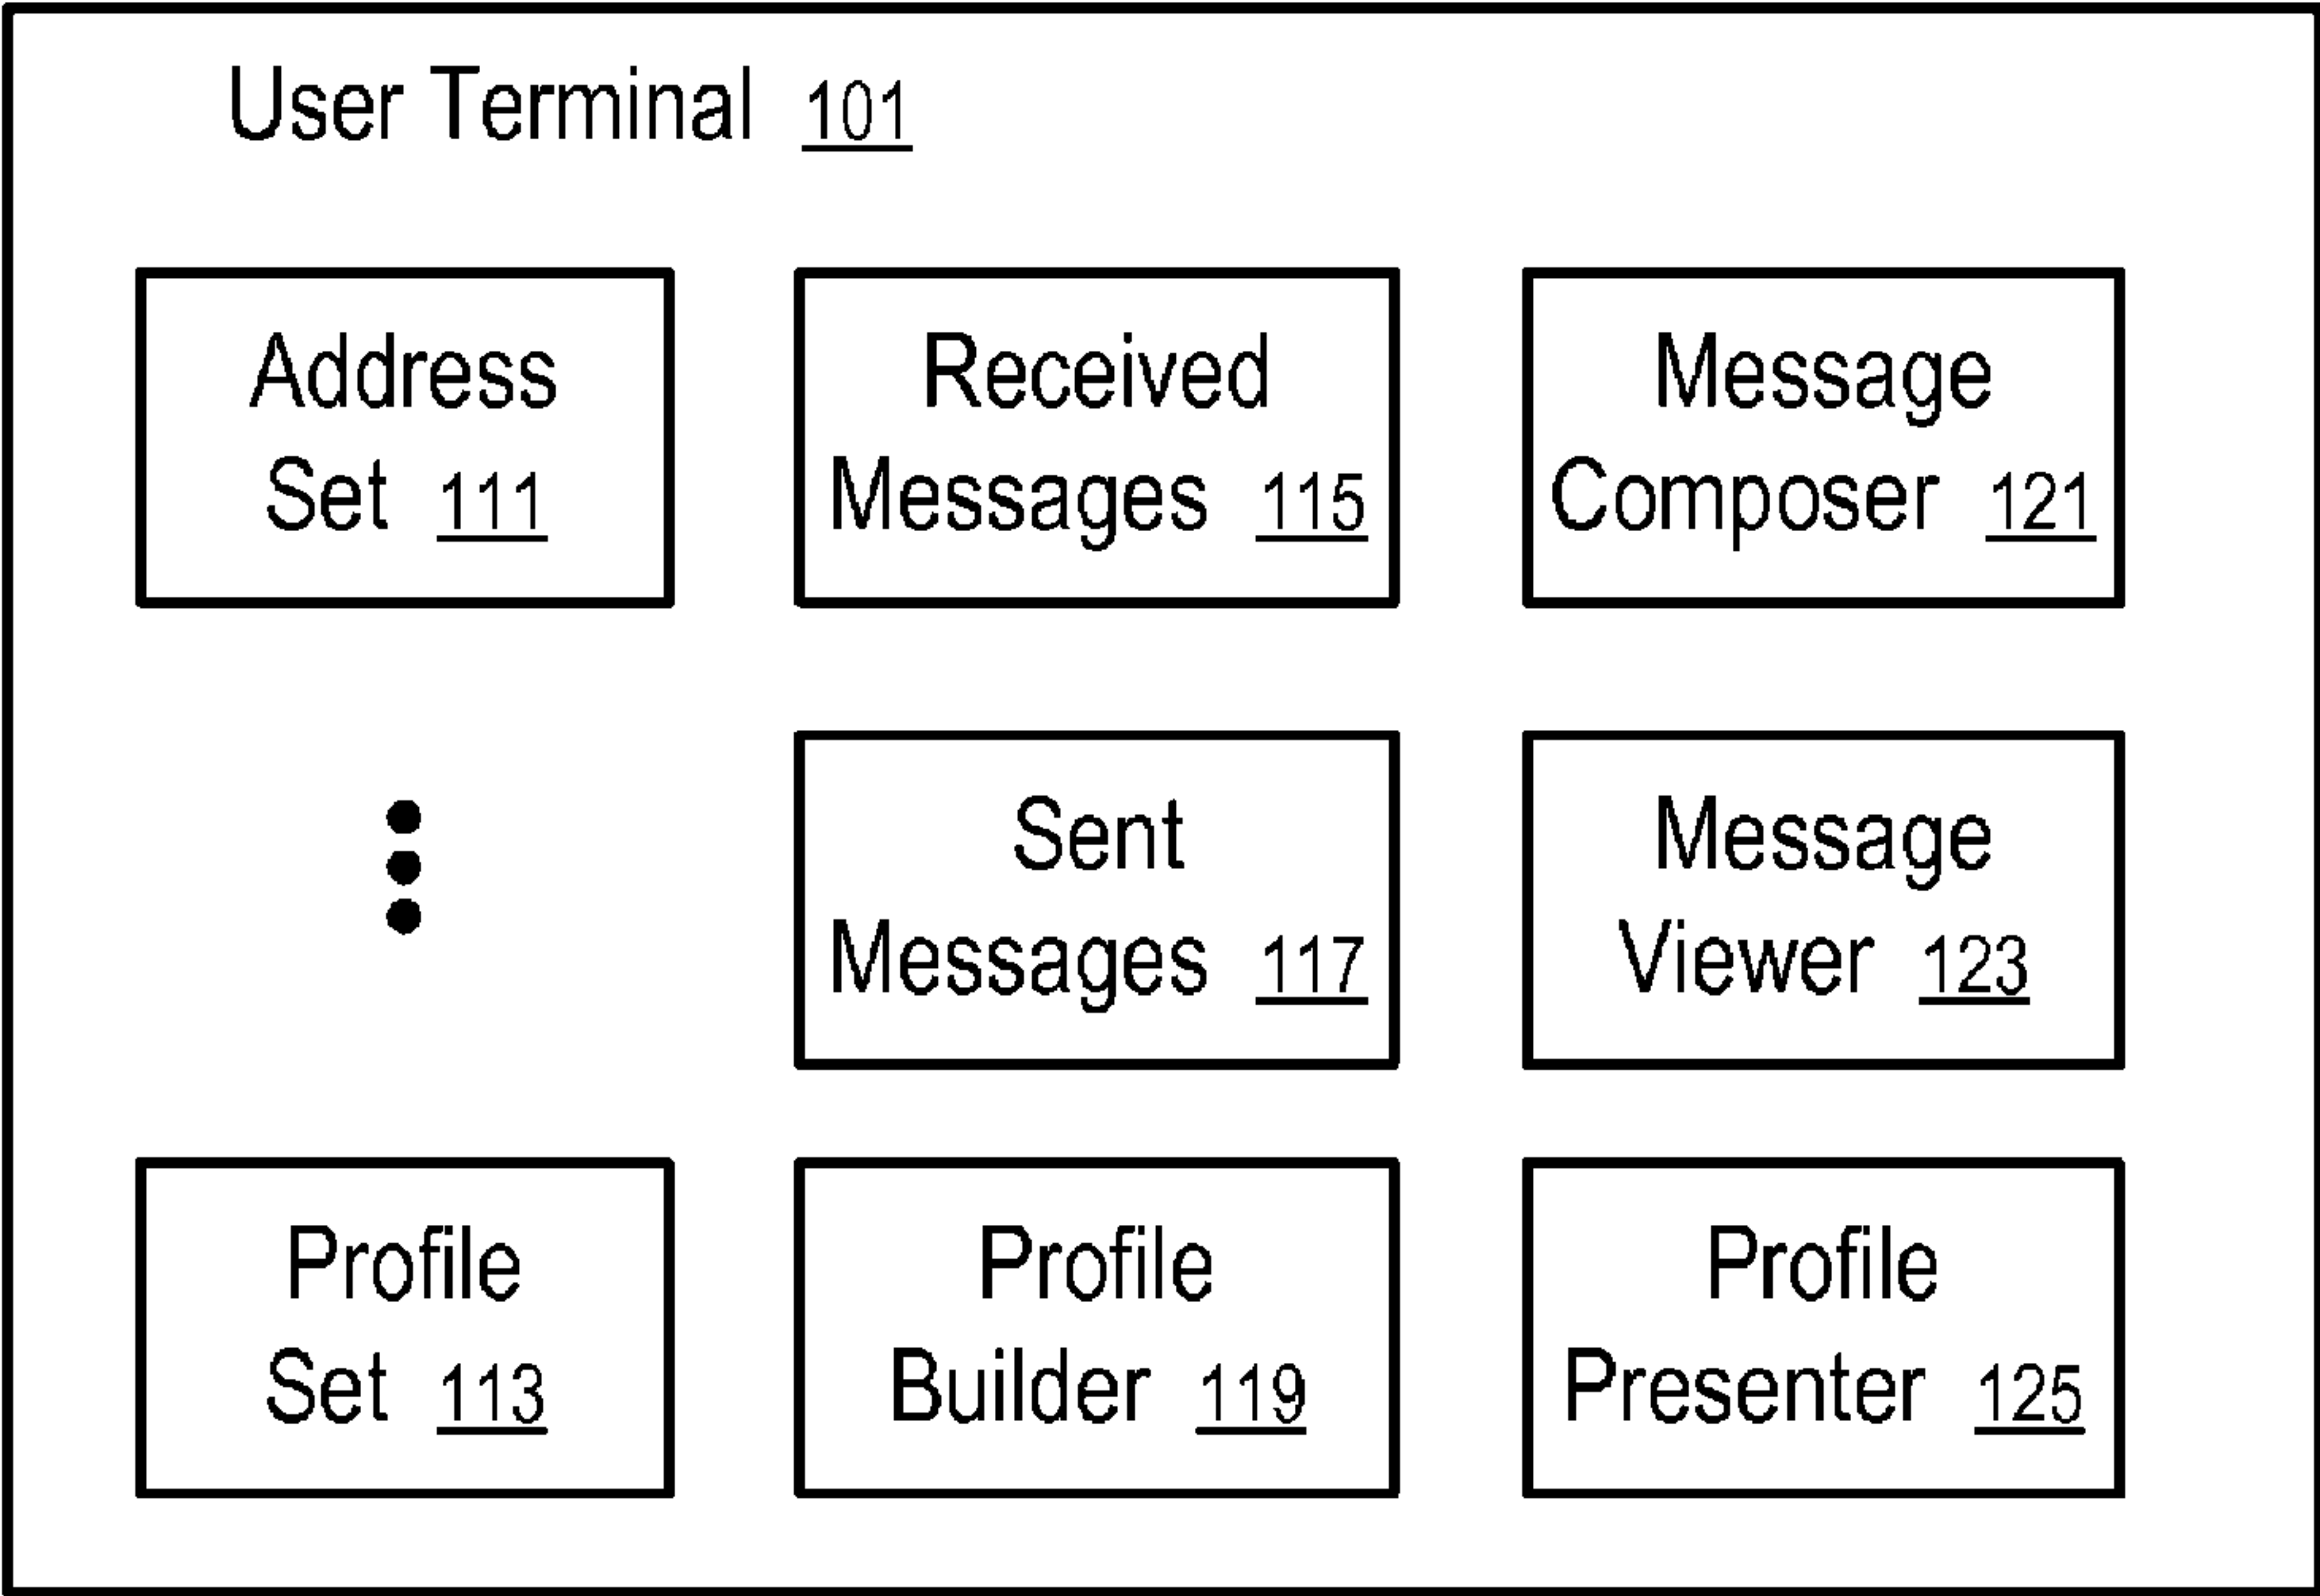 User Terminal 101
Address
Set 111
Received
Messages 115
Message
Composer 121
Sent
Messages 117
Message
Viewer 123
Profile
Set 113
Profile
Builder 119
Profile
Presenter 125